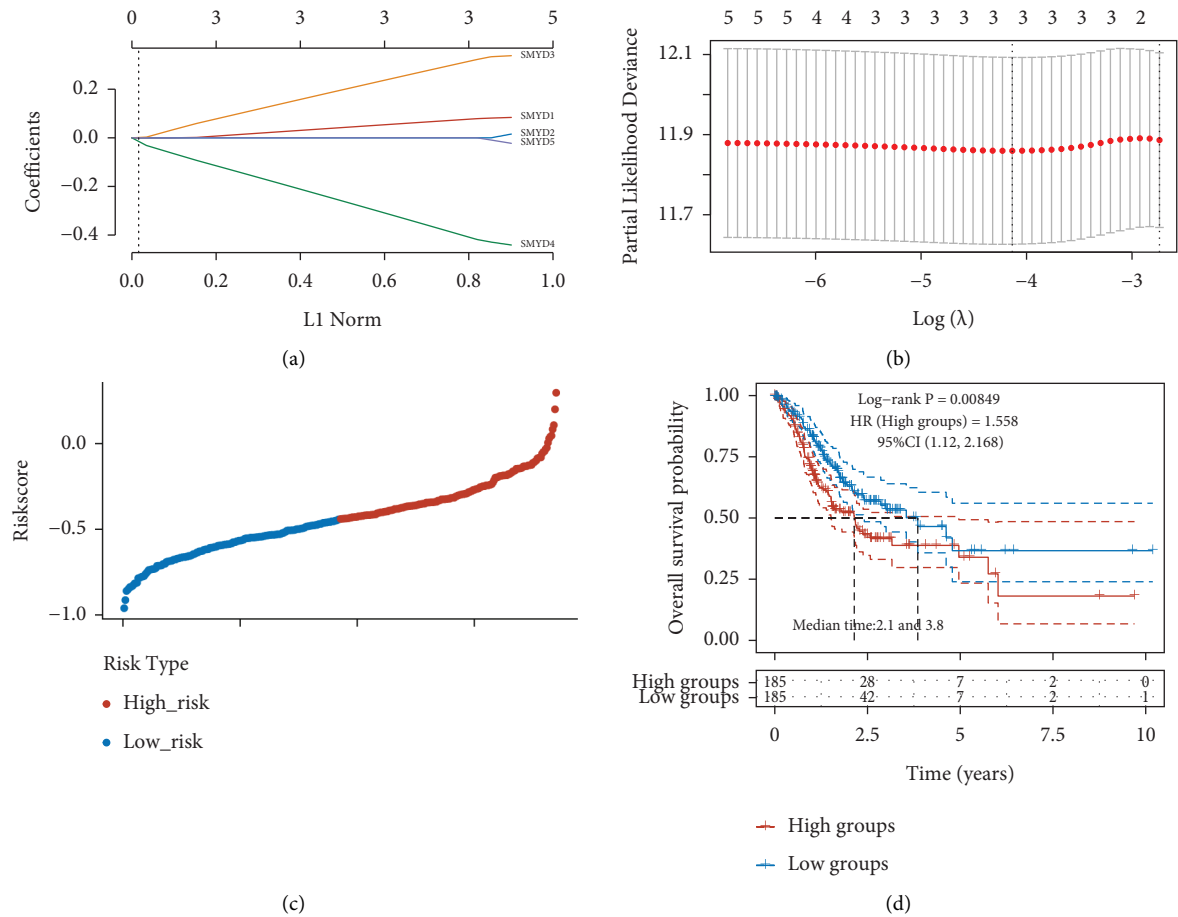 0 3 3 3 3 5
0.2
0.0
−0.2
−0.4
Coefficients
SMYD3
SMYD1
SMYD2
SMYD5
SMYD4
0.0 0.2 0.4 0.6 0.8 1.0
L1 Norm
(a)
5 5 5 4 4 3 3 3 3 3 3 3 3 2
12.1
11.9
11.7
Partial Likelihood Deviance
−6 −5 −4 −3
Log (λ)
(b)
0.0
−0.5
−1.0
Riskscore
Risk Type
High_risk
Low_risk
(c)
1.00
0.75
0.50
0.25
0.00
Overall survival probability
Log−rank P = 0.00849
HR (High groups) = 1.558
95%CI (1.12, 2.168)
Median time:2.1 and 3.8
High groups 185 28 7 2 0
Low groups 185 42 7 2 1
0 2.5 5 7.5 10
Time (years)
High groups
Low groups
(d)